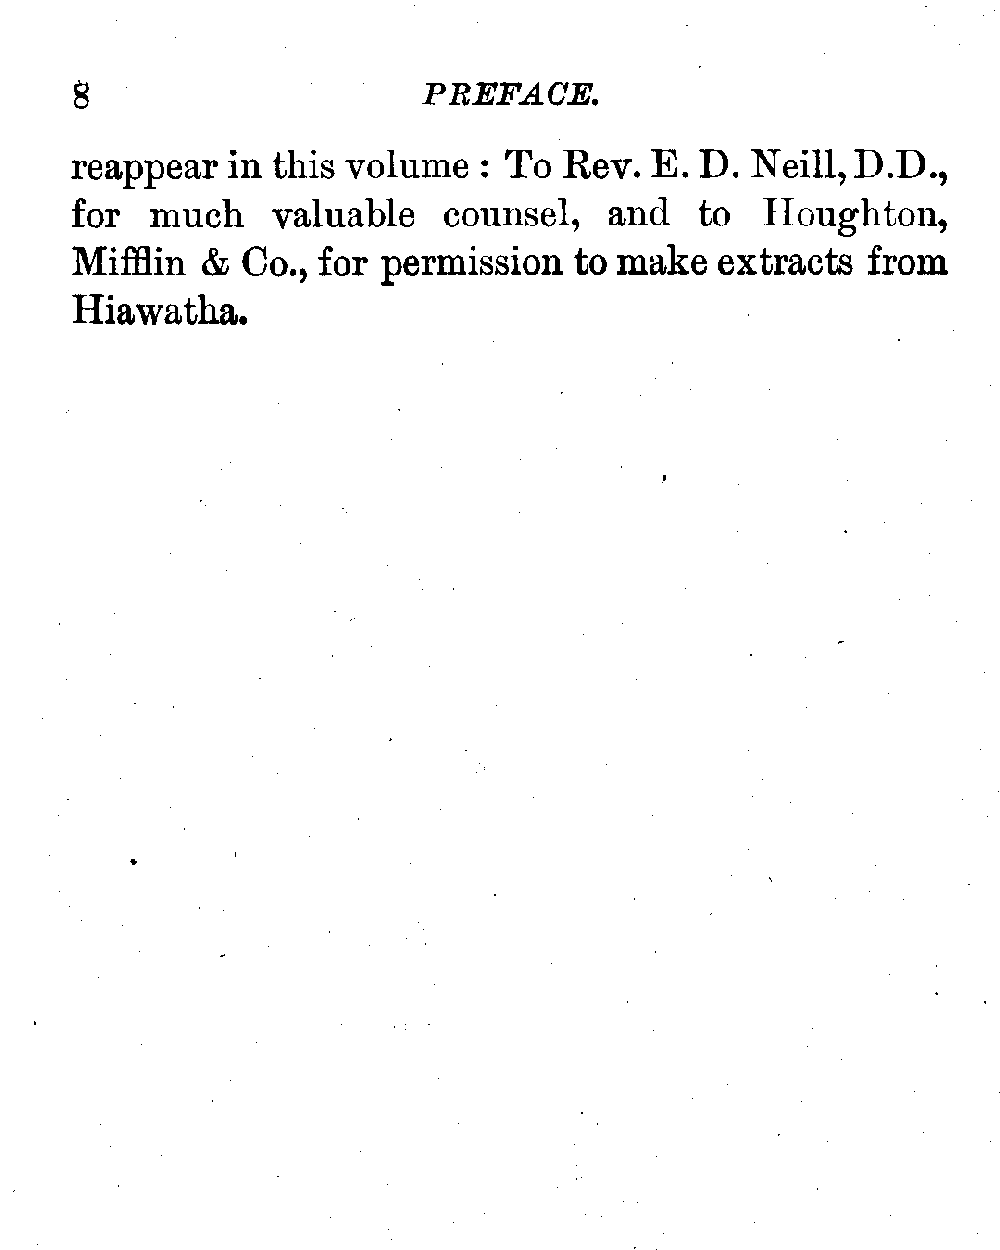 8 PREFACE.
reappear in this volume : To Rev. E. D. Neill, D.D.,
for much valuable counsel, and to Houghton,
Mifflin & Co., for permission to make extracts from
Hiawatha.